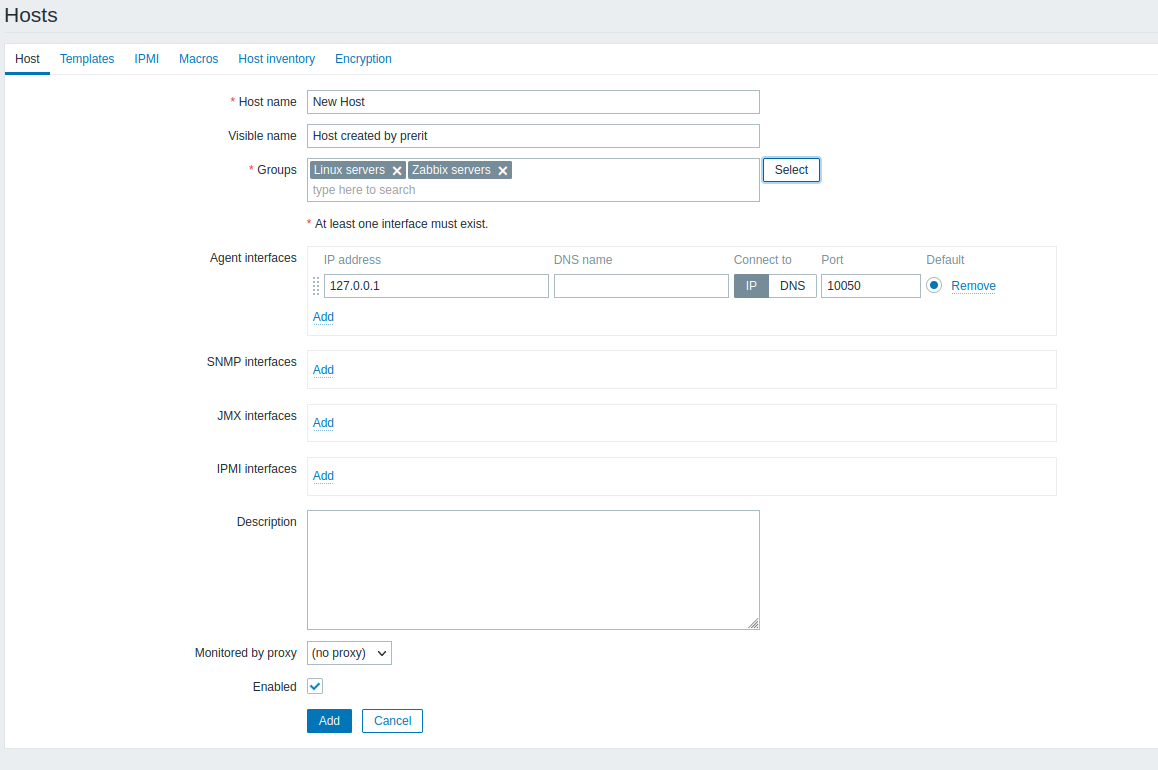 Hosts
Host Templates IPMI Macros Host inventory Encryption
* Host name New Host
Visible name Host created by prerit
* Groups Linux servers Zabbix servers Select
type here to search
* At least one interface must exist.
Agent interfaces IP address DNS name Connect to Port Default
127.0.0.1 IP DNS 10050 Remove
Add
SNMP interfaces Add
JMX interfaces Add
IPMI interfaces Add
Description
Monitored by proxy (no proxy)
Enabled
Add Cancel